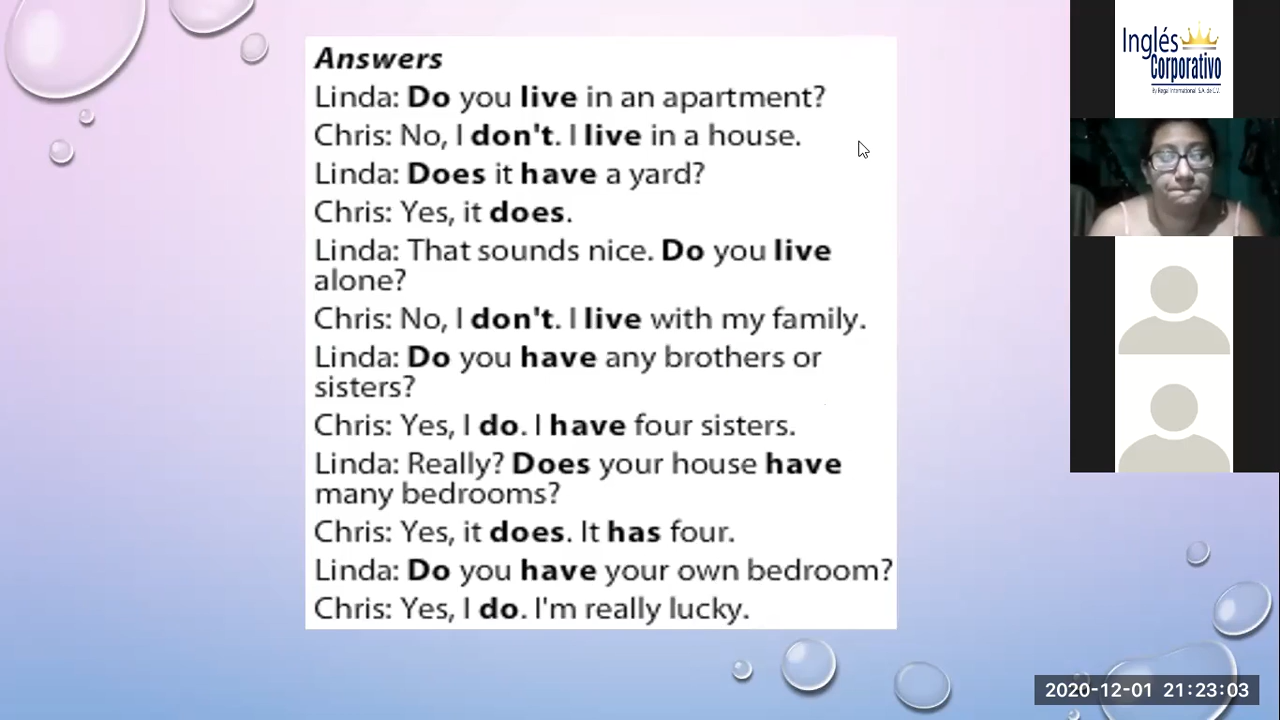 Answers
Linda: Do you live in an apartment?
Chris: No, I don't. I live in a house.
Linda: Does it have a yard?
Chris: Yes, it does.
Linda: That sounds nice. Do you live
alone?
Chris: No, I don't. I live with my family.
Linda: Do you have any brothers or
sisters?
Chris: Yes, I do. I have four sisters.
Linda: Really? Does your house have
many bedrooms?
Chris: Yes, it does. It has four.
Linda: Do you have your own bedroom?
Chris: Yes, I do. I'm really lucky.
Inglés
Corporativo
By Regal International S.A. de C.V.
2020-12-01 21:23:03